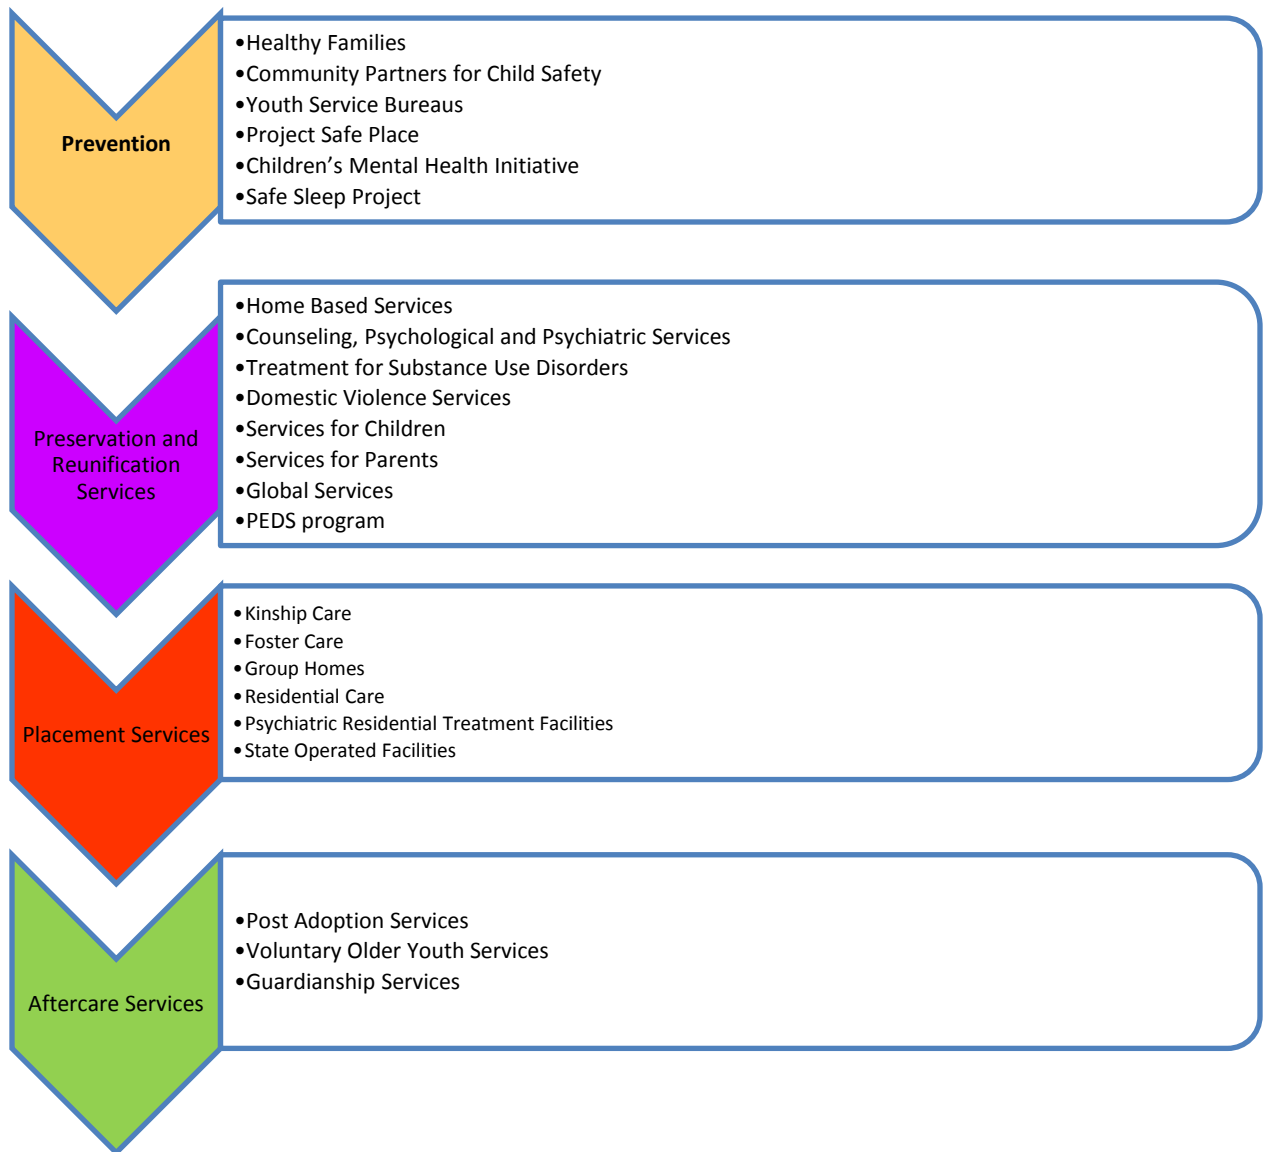 Prevention
•Healthy Families
•Community Partners for Child Safety
•Youth Service Bureaus
•Project Safe Place
•Children’s Mental Health Initiative
•Safe Sleep Project
Preservation and
Reunification
Services
•Home Based Services
•Counseling, Psychological and Psychiatric Services
•Treatment for Substance Use Disorders
•Domestic Violence Services
•Services for Children
•Services for Parents
•Global Services
•PEDS program
Placement Services
•Kinship Care
•Foster Care
•Group Homes
•Residential Care
•Psychiatric Residential Treatment Facilities
•State Operated Facilities
Aftercare Services
•Post Adoption Services
•Voluntary Older Youth Services
•Guardianship Services